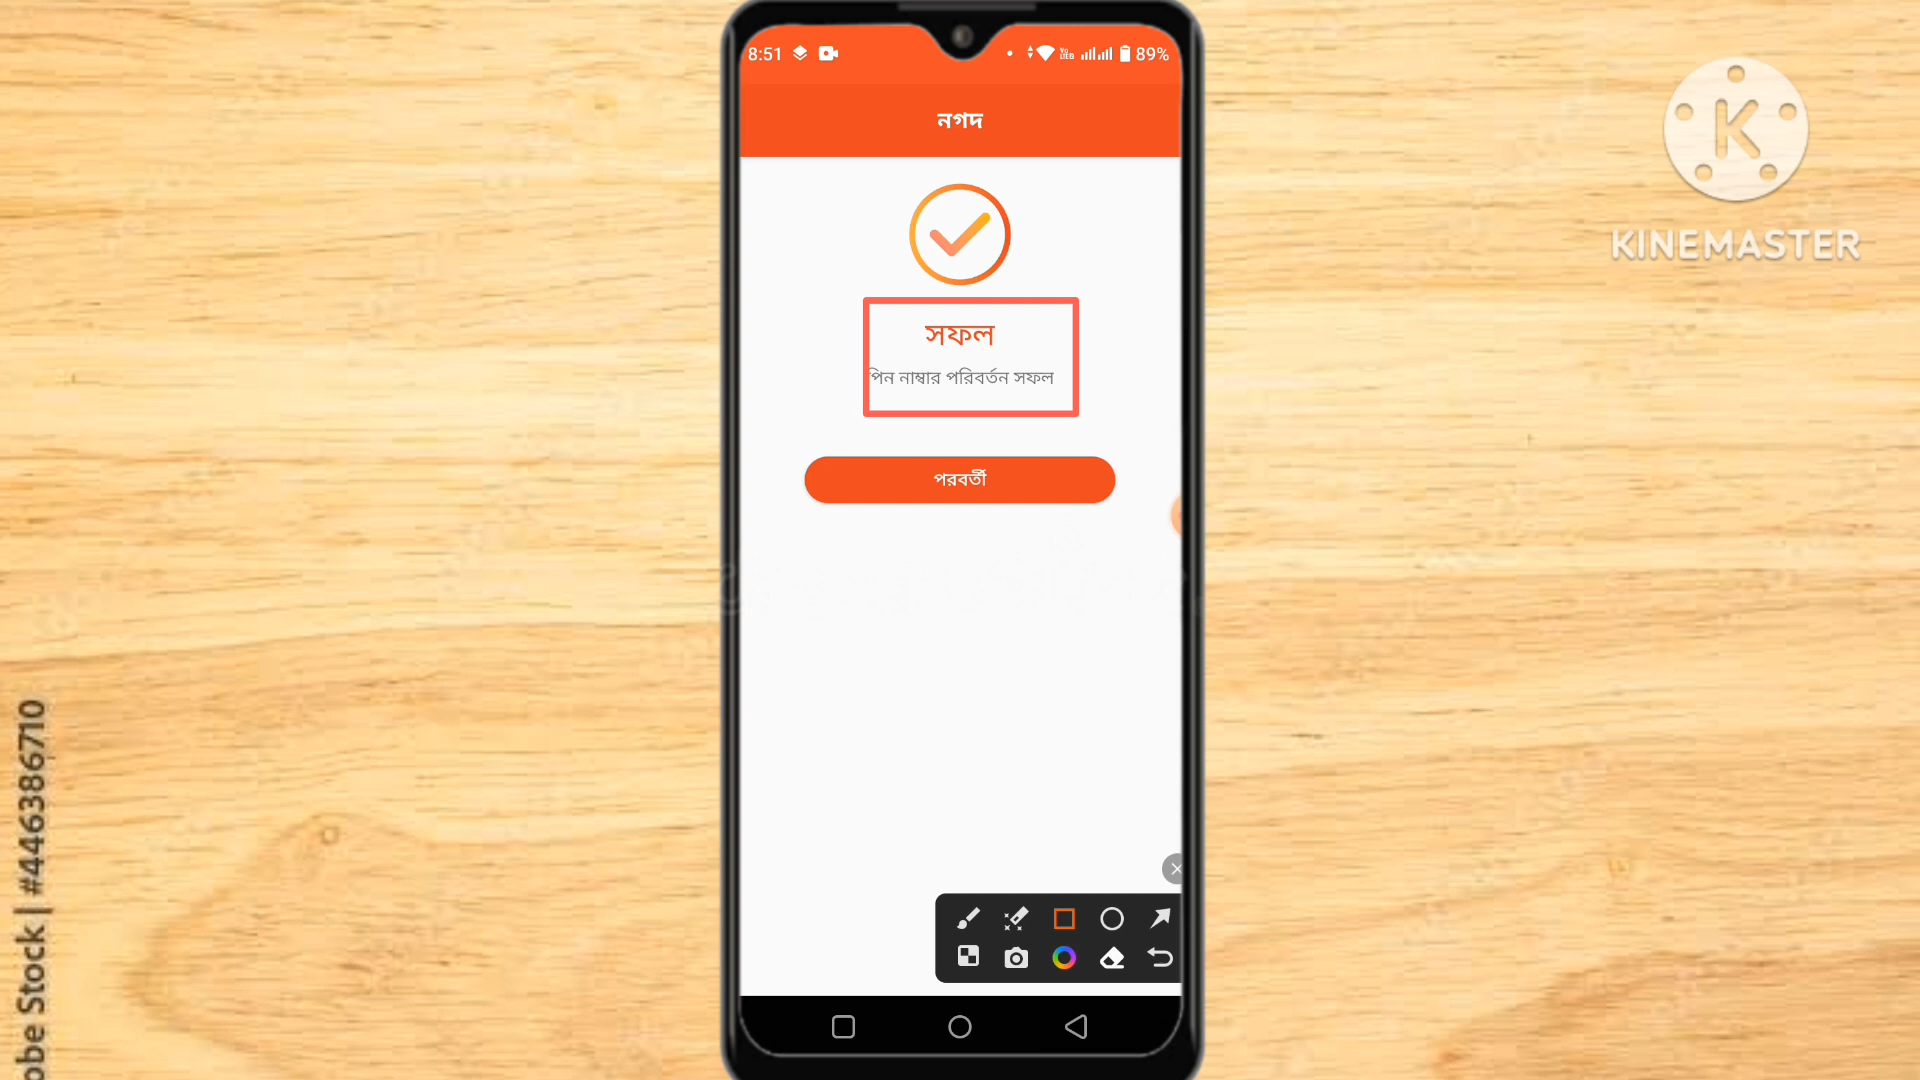 8:51
89%
নগদ
সফল
পিন নাম্বার পরিবর্তন সফল
পরবর্তী
KINEMASTER
obe Stock | #446386710